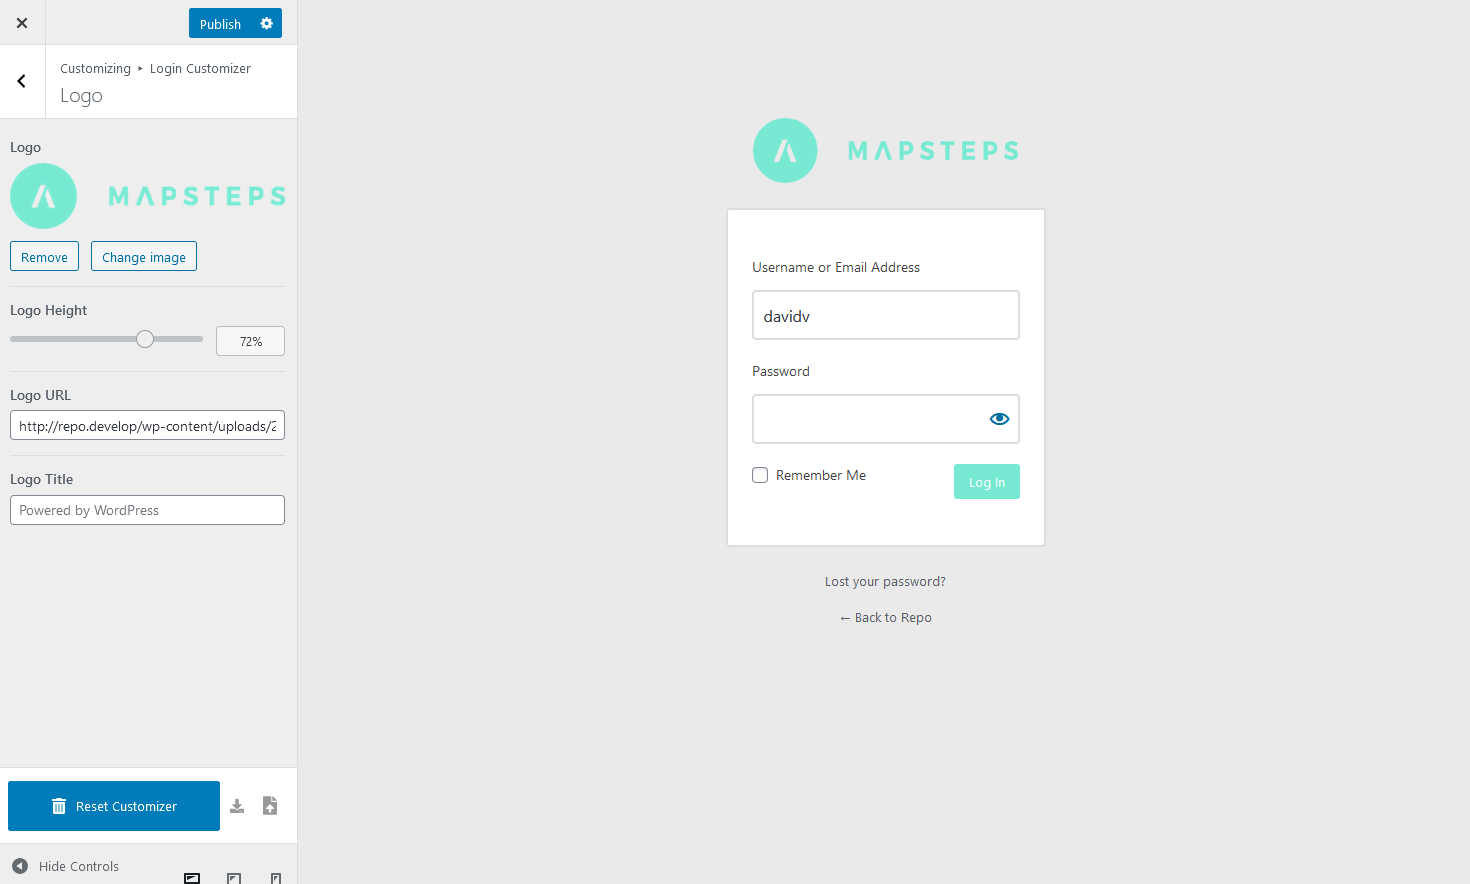 Publish
Customizing ▸ Login Customizer
Logo
Logo
MAPSTEPS
Remove
Change image
Logo Height
72%
Logo URL
http://repo.develop/wp-content/uploads/2
Logo Title
Powered by WordPress
Reset Customizer
Hide Controls
MAPSTEPS
Username or Email Address
davidv
Password
Remember Me
Log In
Lost your password?
← Back to Repo